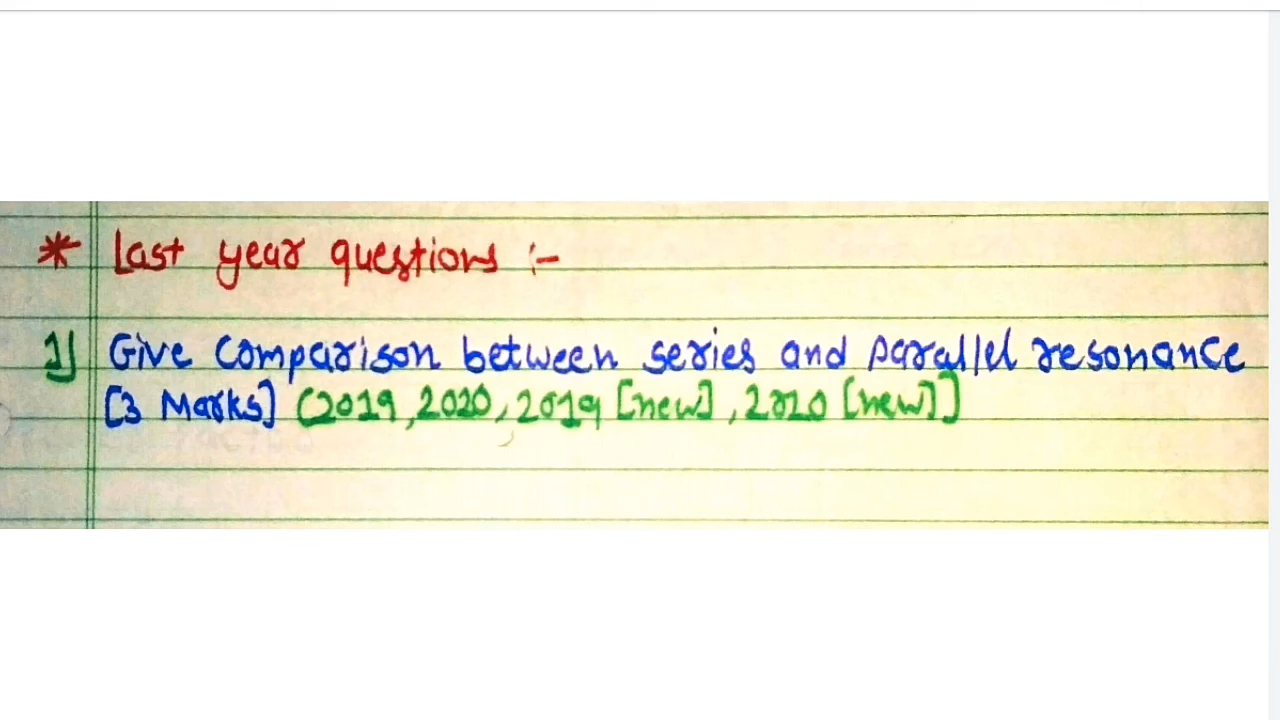 * Last year questions :-
1] Give comparison between series and parallel resonance
[3 Marks] (2019, 2020, 2019 [new], 2020 [new]]